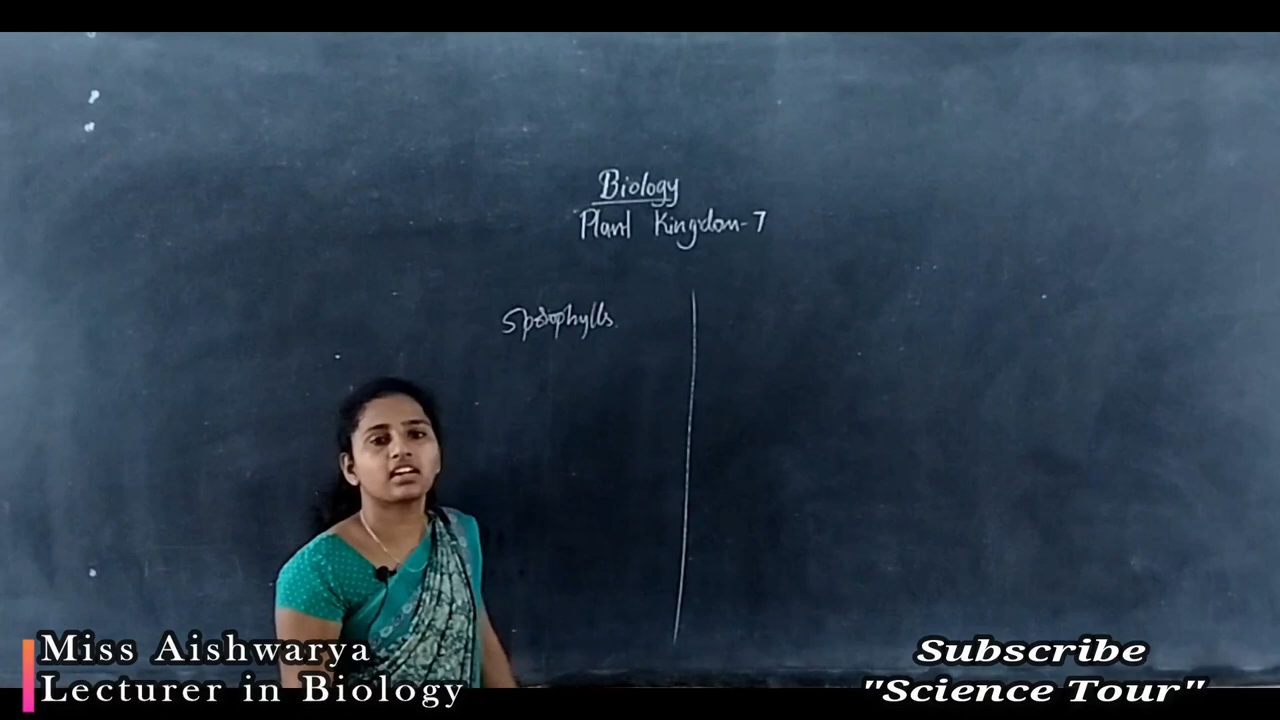 Biology
Plant Kingdom-7
Sporophylls
Miss Aishwarya
Lecturer in Biology
Subscribe
"Science Tour"